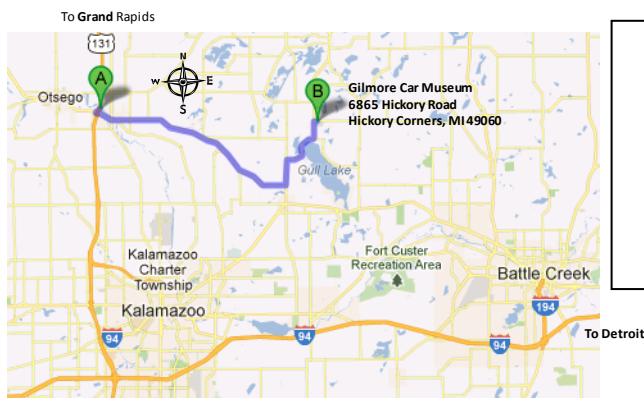 To Grand Rapids
131
A
N
W E
S
B
Otsego
Gilmore Car Museum
6865 Hickory Road
Hickory Corners, MI 49060
Gull Lake
Kalamazoo
Charter
Township
Fort Custer
Recreation Area
Battle Creek
Kalamazoo
194
94
94
94
To Detroit